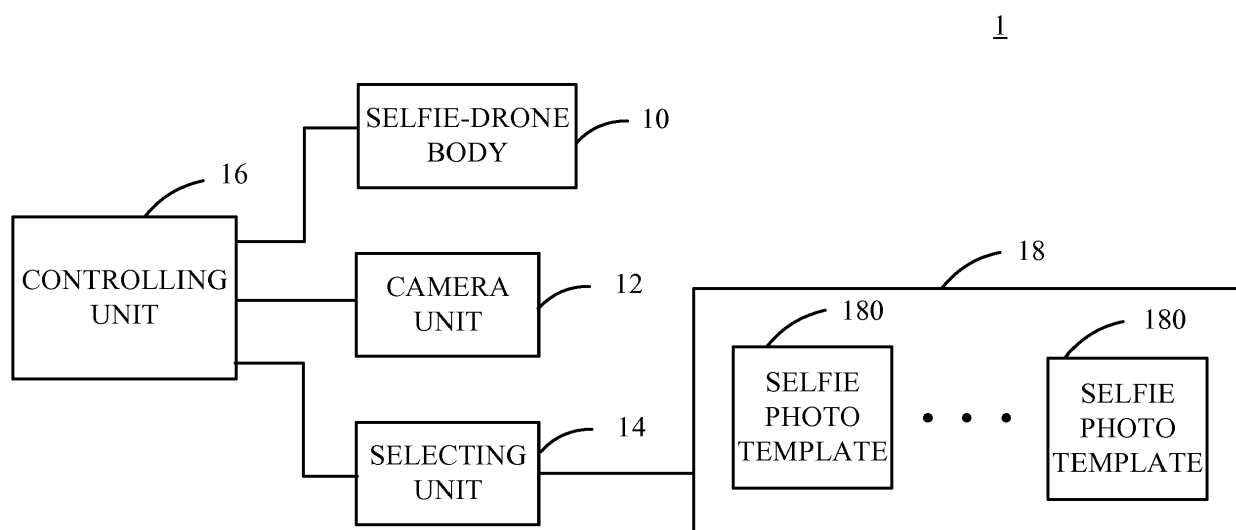 1
SELFIE-DRONE
BODY
10
16
CONTROLLING
UNIT
CAMERA
UNIT
12
18
180
SELFIE
PHOTO
TEMPLATE
• • •
180
SELFIE
PHOTO
TEMPLATE
SELECTING
UNIT
14